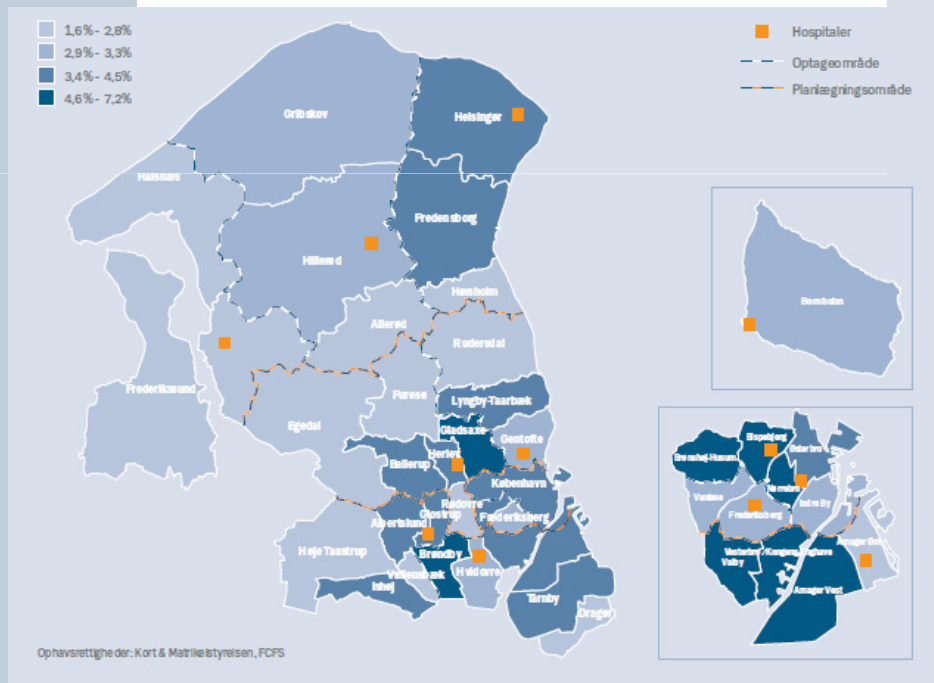 1,6% - 2,8%
2,9% - 3,3%
3,4% - 4,5%
4,6% - 7,2%
Hospitaler
Optageområde
Planlægningsområde
Gribskov
Helsingør
Halsnæs
Fredensborg
Hillerød
Hørsholm
Allerød
Rudersdal
Frederikssund
Furesø
Lyngby-Taarbæk
Egedal
Gladsaxe
Gentofte
Herlev
Ballerup
København
Rødovre
Glostrup
Frederiksberg
Albertslund
Høje Taastrup
Brøndby
Hvidovre
Vallensbæk
Ishøj
Tårnby
Dragør
Bornholm
Bispebjerg
Østerbro
Brønshøj-Husum
Nørrebro
Vanløse
Indre By
Frederiksberg
Amager Øst
Vesterbro/Kongens Enghave
Valby
Amager Vest
Ophavsrettigheder: Kort & Matrikelstyrelsen, FCFS